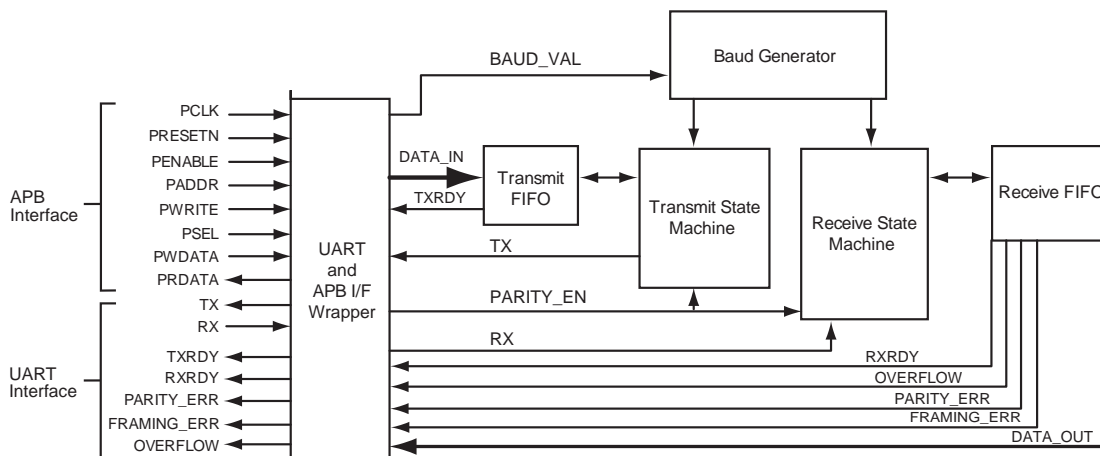 Baud Generator
BAUD_VAL
PCLK
PRESETN
PENABLE
PADDR
PWRITE
PSEL
PWDATA
PRDATA
TX
RX
TXRDY
RXRDY
PARITY_ERR
FRAMING_ERR
OVERFLOW
APB
Interface
UART
Interface
UART
and
APB I/F
Wrapper
DATA_IN
TXRDY
Transmit
FIFO
TX
Transmit State
Machine
Receive State
Machine
Receive FIFO
PARITY_EN
RX
RXRDY
OVERFLOW
PARITY_ERR
FRAMING_ERR
DATA_OUT